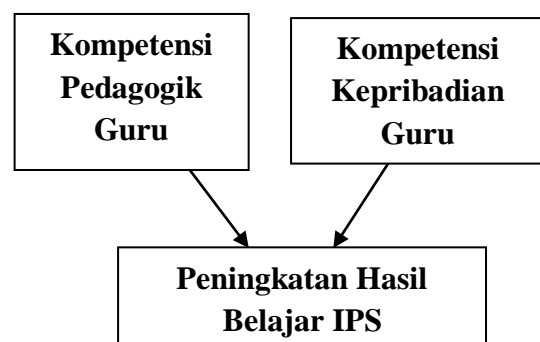 Kompetensi
Pedagogik
Guru
Kompetensi
Kepribadian
Guru
Peningkatan Hasil
Belajar IPS